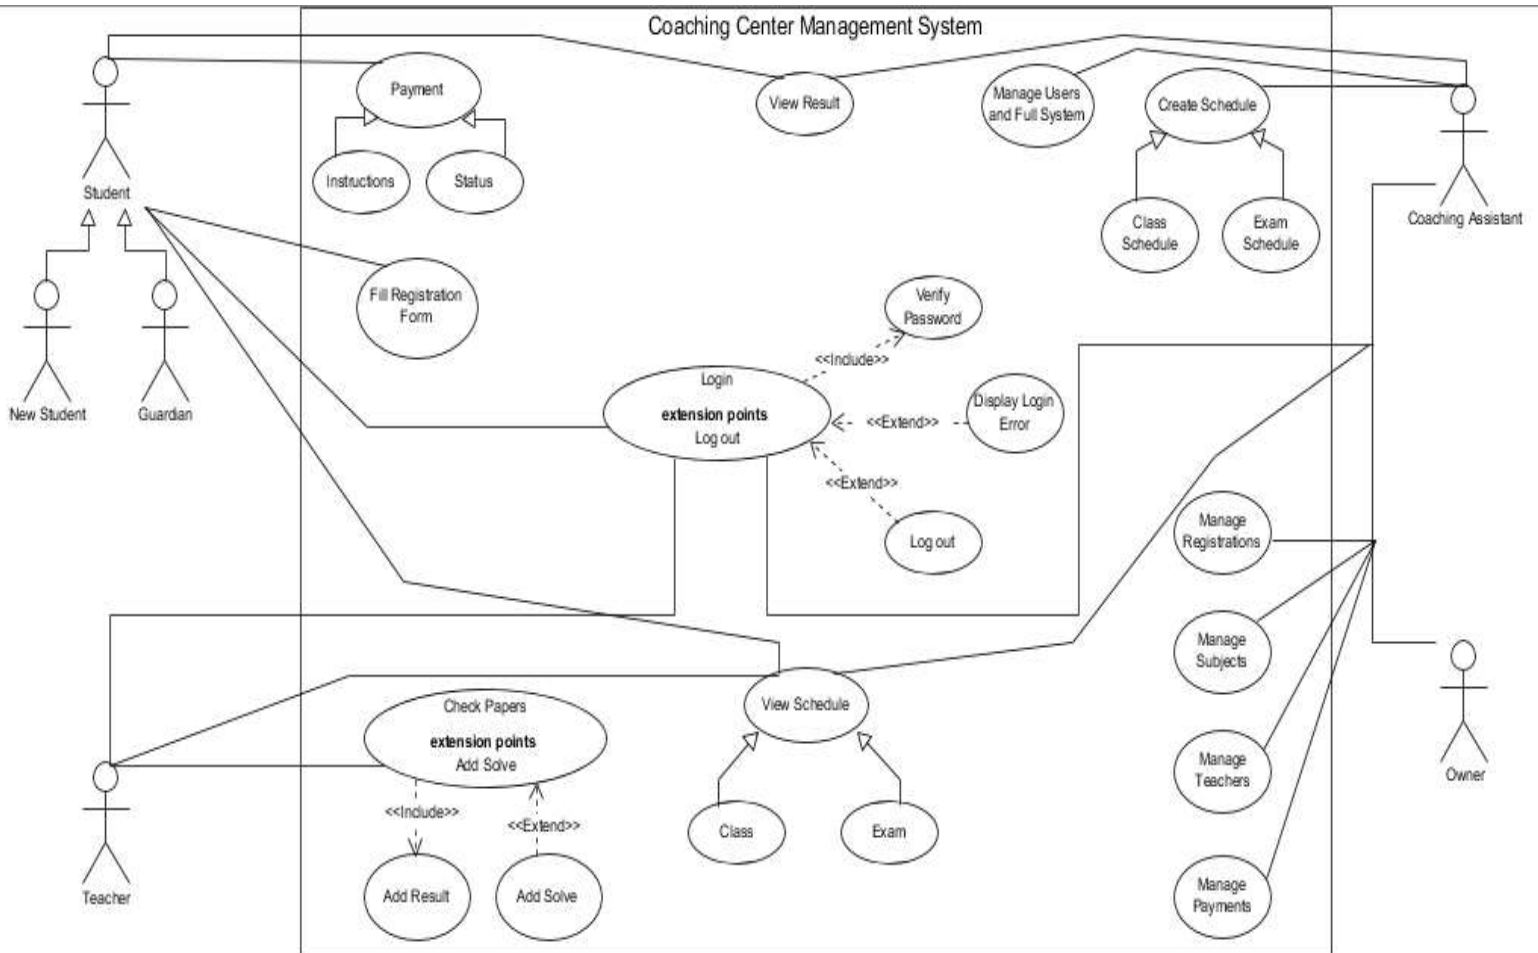 Coaching Center Management System
Payment
View Result
Manage Users
and Full System
Create Schedule
Instructions
Status
Student
Class
Schedule
Exam
Schedule
Coaching Assistant
Fill Registration
Form
Verify
Password
<<Include>>
New Student
Guardian
Login
extension points
Log out
Display Login
Error
<<Extend>>
<<Extend>>
Log out
Manage
Registrations
Manage
Subjects
Check Papers
extension points
Add Solve
View Schedule
Manage
Teachers
Owner
<<Include>>
<<Extend>>
Class
Exam
Teacher
Add Result
Add Solve
Manage
Payments